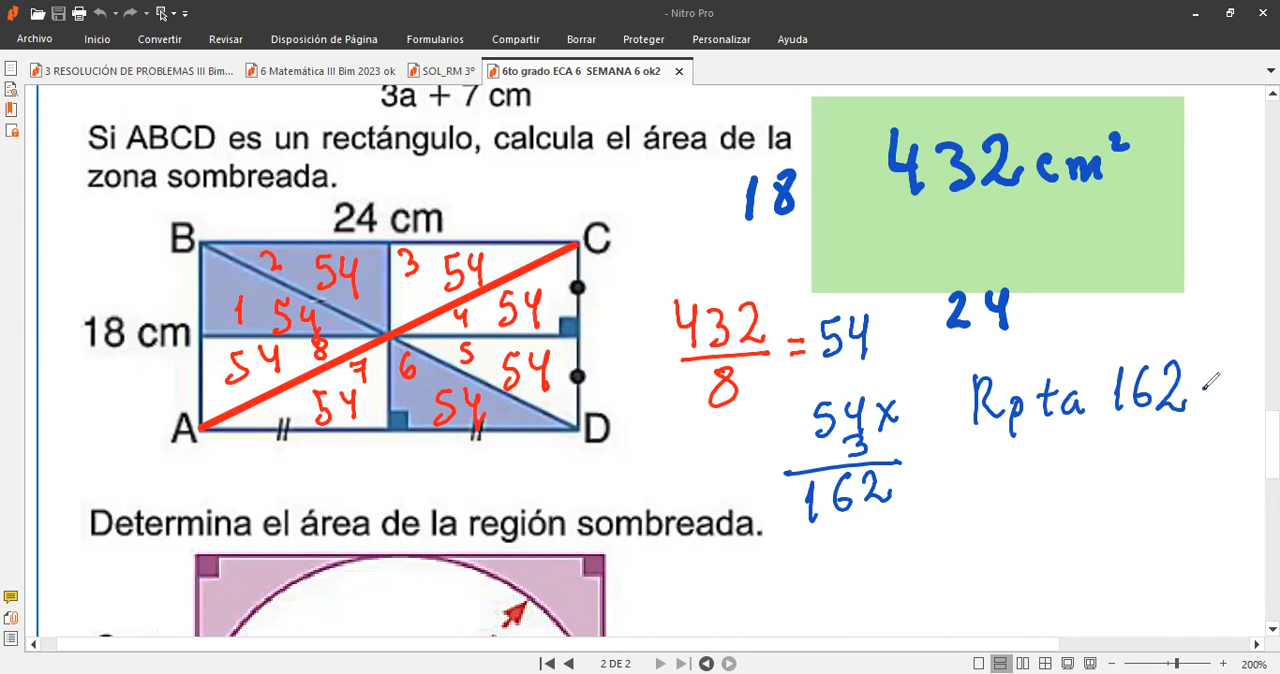 - Nitro Pro
Archivo Inicio Convertir Revisar Disposición de Página Formularios Compartir Borrar Proteger Personalizar Ayuda
3 RESOLUCIÓN DE PROBLEMAS III Bim... 6 Matemática III Bim 2023 ok SOL_RM 3° 6to grado ECA 6 SEMANA 6 ok2
3a + 7 cm
Si ABCD es un rectángulo, calcula el área de la
zona sombreada.
24 cm
B
C
18 cm
A
D
2 54 3 54
1 54 4 54
54 8 7 6 5 54
54 54
18
432 cm²
24
432
8
= 54
54 x
3
162
Rpta 162
Determina el área de la región sombreada.
2 DE 2
200%